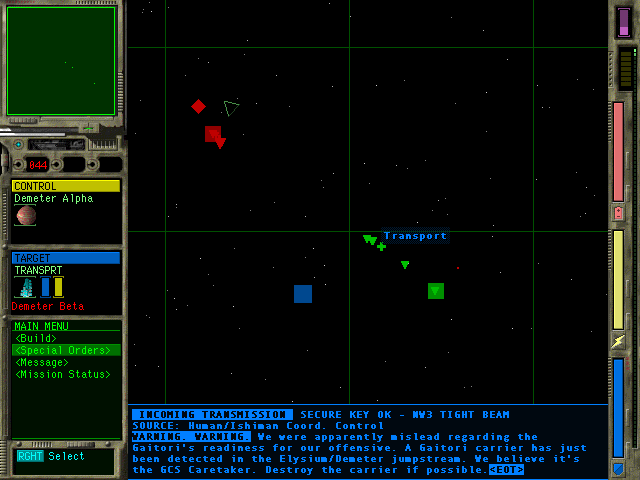 044
CONTROL
Demeter Alpha
TARGET
TRANSPRT
Demeter Beta
MAIN MENU
<Build>
<Special Orders>
<Message>
<Mission Status>
RGHT Select
Transport
INCOMING TRANSMISSION SECURE KEY OK - NW3 TIGHT BEAM
SOURCE: Human/Ishiman Coord. Control
WARNING. WARNING. We were apparently mislead regarding the
Gaitori's readiness for our offensive. A Gaitori carrier has just
been detected in the Elysium/Demeter jumpstream. We believe it's
the GCS Caretaker. Destroy the carrier if possible.<EOT>